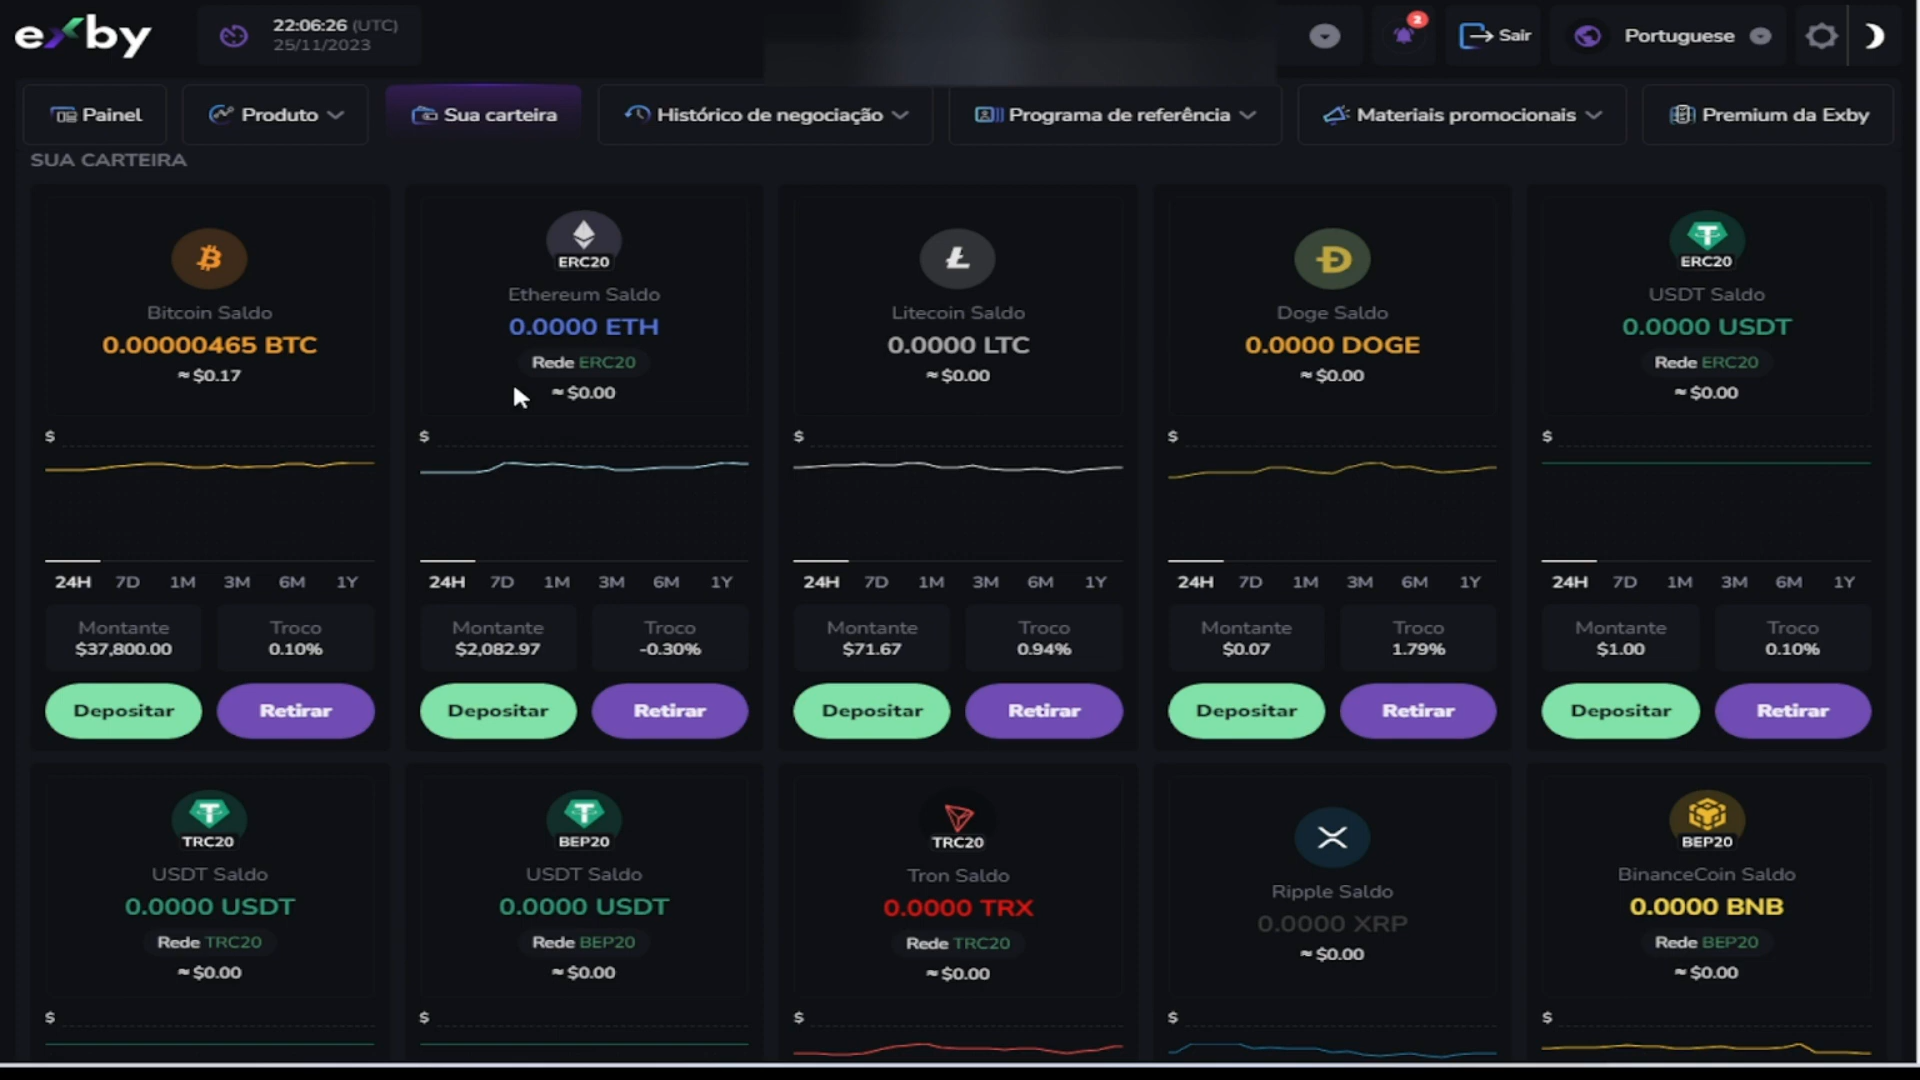 exby
22:06:26 (UTC)
25/11/2023
2
Sair
Portuguese
Painel
Produto
Sua carteira
Histórico de negociação
Programa de referência
Materiais promocionais
Premium da Exby
SUA CARTEIRA
Bitcoin Saldo
0.00000465 BTC
≈ $0.17
$
24H 7D 1M 3M 6M 1Y
Montante
$37,800.00
Troco
0.10%
Depositar
Retirar
ERC20
Ethereum Saldo
0.0000 ETH
Rede ERC20
≈ $0.00
$
24H 7D 1M 3M 6M 1Y
Montante
$2,082.97
Troco
-0.30%
Depositar
Retirar
Litecoin Saldo
0.0000 LTC
≈ $0.00
$
24H 7D 1M 3M 6M 1Y
Montante
$71.67
Troco
0.94%
Depositar
Retirar
Doge Saldo
0.0000 DOGE
≈ $0.00
$
24H 7D 1M 3M 6M 1Y
Montante
$0.07
Troco
1.79%
Depositar
Retirar
ERC20
USDT Saldo
0.0000 USDT
Rede ERC20
≈ $0.00
$
24H 7D 1M 3M 6M 1Y
Montante
$1.00
Troco
0.10%
Depositar
Retirar
TRC20
USDT Saldo
0.0000 USDT
Rede TRC20
≈ $0.00
$
BEP20
USDT Saldo
0.0000 USDT
Rede BEP20
≈ $0.00
$
TRC20
Tron Saldo
0.0000 TRX
Rede TRC20
≈ $0.00
$
Ripple Saldo
0.0000 XRP
≈ $0.00
$
BEP20
BinanceCoin Saldo
0.0000 BNB
Rede BEP20
≈ $0.00
$